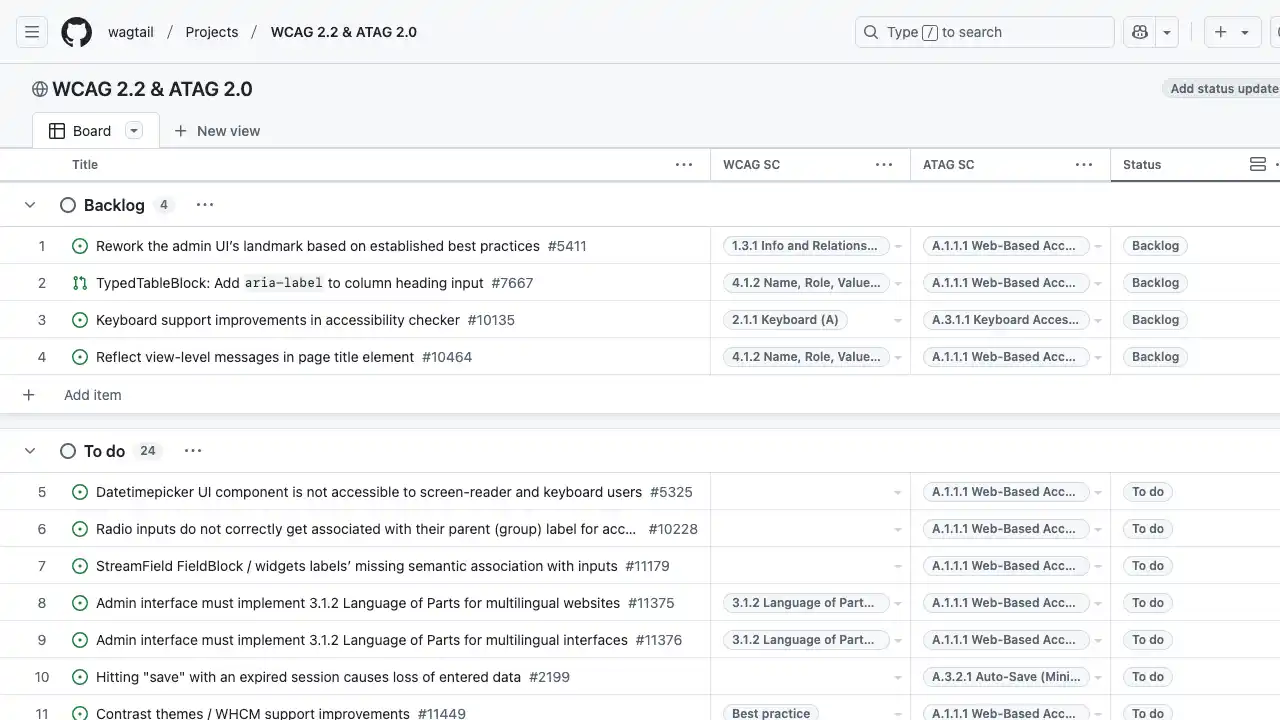 wagtail / Projects / WCAG 2.2 & ATAG 2.0 Type / to search
WCAG 2.2 & ATAG 2.0 Add status update
Board New view
Title WCAG SC ATAG SC Status
Backlog 4
1 Rework the admin UI’s landmark based on established best practices #5411 1.3.1 Info and Relations... A.1.1.1 Web-Based Acc... Backlog
2 TypedTableBlock: Add aria-label to column heading input #7667 4.1.2 Name, Role, Value... A.1.1.1 Web-Based Acc... Backlog
3 Keyboard support improvements in accessibility checker #10135 2.1.1 Keyboard (A) A.3.1.1 Keyboard Acces... Backlog
4 Reflect view-level messages in page title element #10464 4.1.2 Name, Role, Value... A.1.1.1 Web-Based Acc... Backlog
Add item
To do 24
5 Datetimepicker UI component is not accessible to screen-reader and keyboard users #5325 A.1.1.1 Web-Based Acc... To do
6 Radio inputs do not correctly get associated with their parent (group) label for acc... #10228 A.1.1.1 Web-Based Acc... To do
7 StreamField FieldBlock / widgets labels’ missing semantic association with inputs #11179 A.1.1.1 Web-Based Acc... To do
8 Admin interface must implement 3.1.2 Language of Parts for multilingual websites #11375 3.1.2 Language of Part... A.1.1.1 Web-Based Acc... To do
9 Admin interface must implement 3.1.2 Language of Parts for multilingual interfaces #11376 3.1.2 Language of Part... A.1.1.1 Web-Based Acc... To do
10 Hitting "save" with an expired session causes loss of entered data #2199 A.3.2.1 Auto-Save (Mini... To do
11 Contrast themes / WHCM support improvements #11449 Best practice A.1.1.1 Web-Based Acc... To do